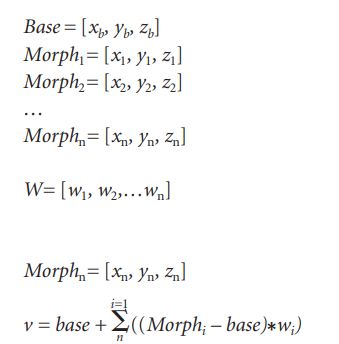 Base = [x_b, y_b, z_b]
Morph_1= [x_1, y_1, z_1]
Morph_2= [x_2, y_2, z_2]
...
Morph_n= [x_n, y_n, z_n]
W= [w_1, w_2,...w_n]
Morph_n= [x_n, y_n, z_n]
v = base + \sum_{n}^{i=1}((Morph_i – base)*w_i)